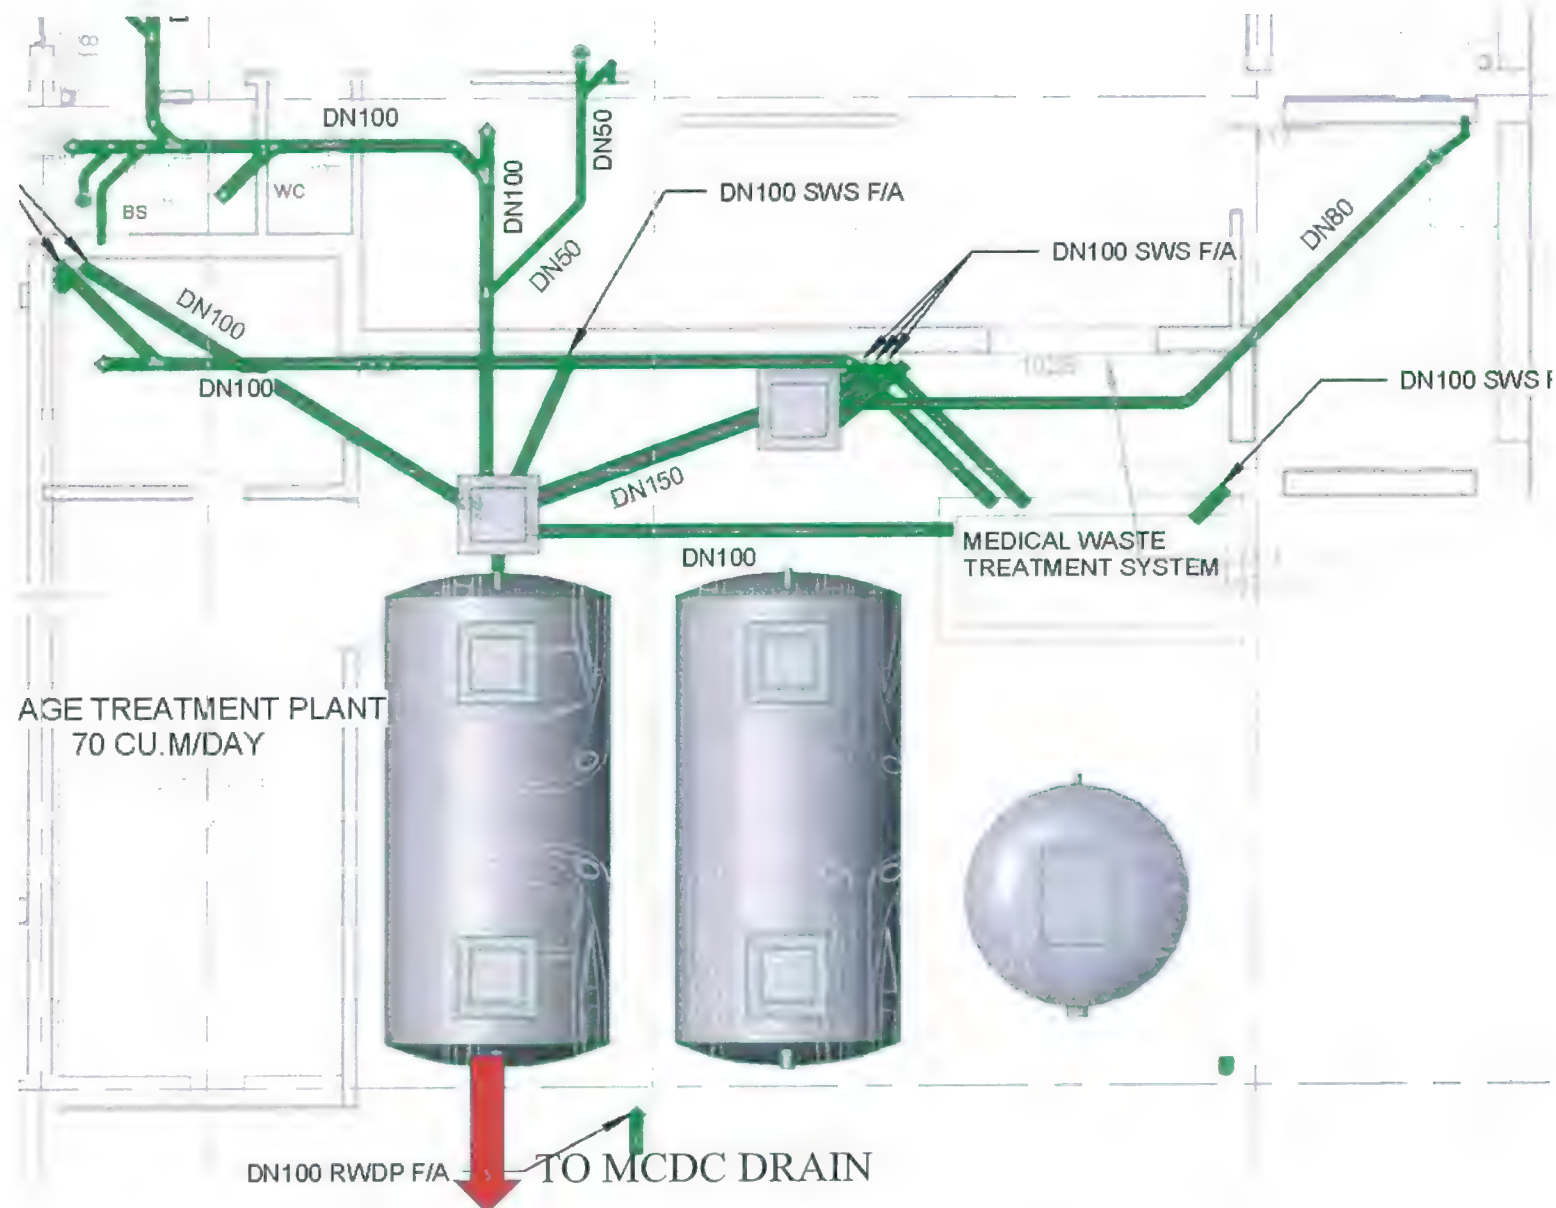 DN100
DN50
DN100
DN100 SWS F/A
WC
BS
DN80
DN50
DN100 SWS F/A
DN100
DN100
DN100 SWS
DN150
DN100
MEDICAL WASTE
TREATMENT SYSTEM
AGE TREATMENT PLANT
70 CU.M/DAY
DN100 RWDP F/A
TO MCDC DRAIN